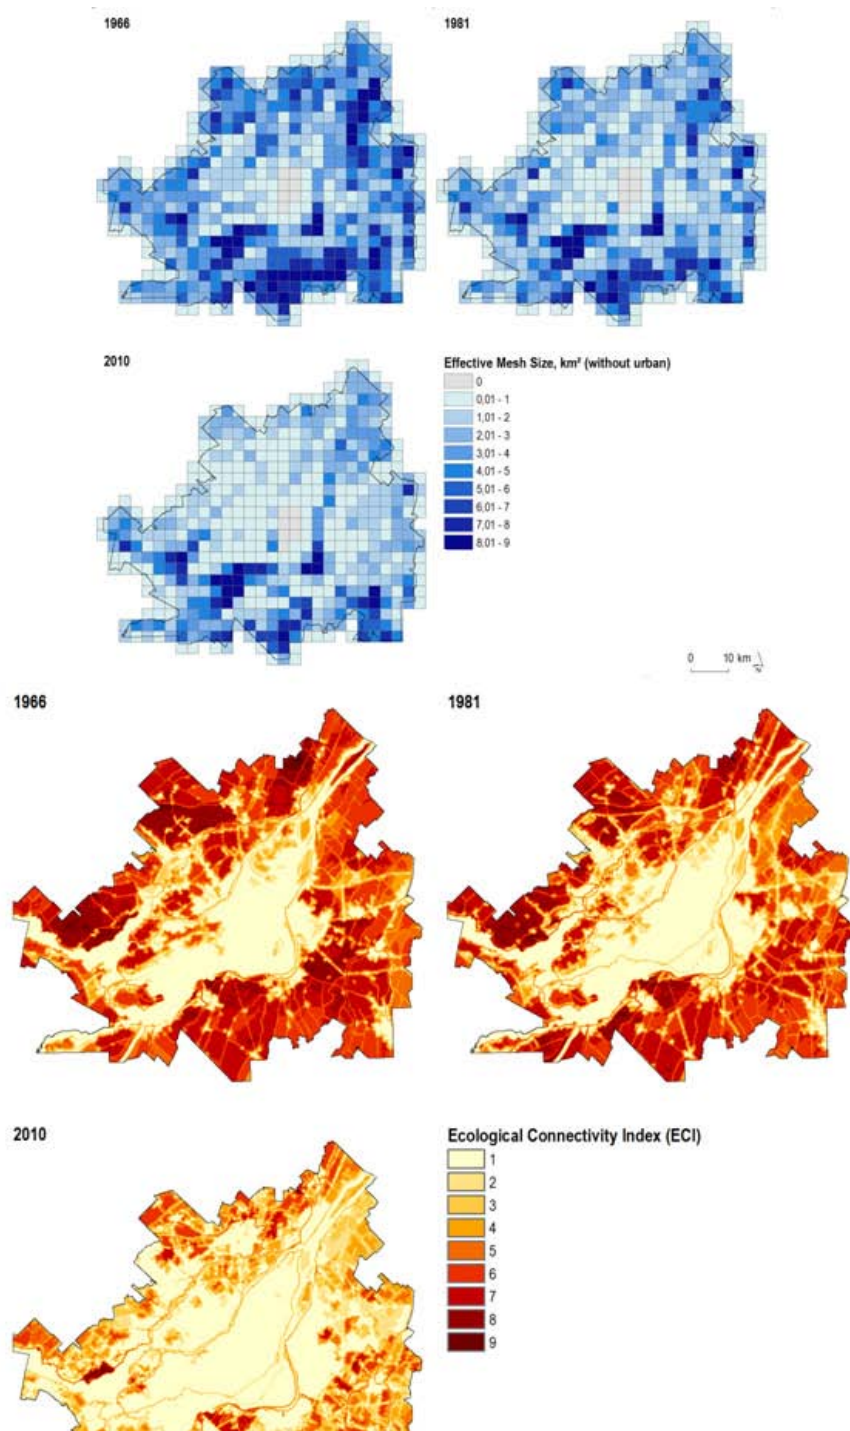 1966
1981
2010
Effective Mesh Size, km² (without urban)
0
0,01 - 1
1,01 - 2
2,01 - 3
3,01 - 4
4,01 - 5
5,01 - 6
6,01 - 7
7,01 - 8
8,01 - 9
0 10 km
1966
1981
2010
Ecological Connectivity Index (ECI)
1
2
3
4
5
6
7
8
9